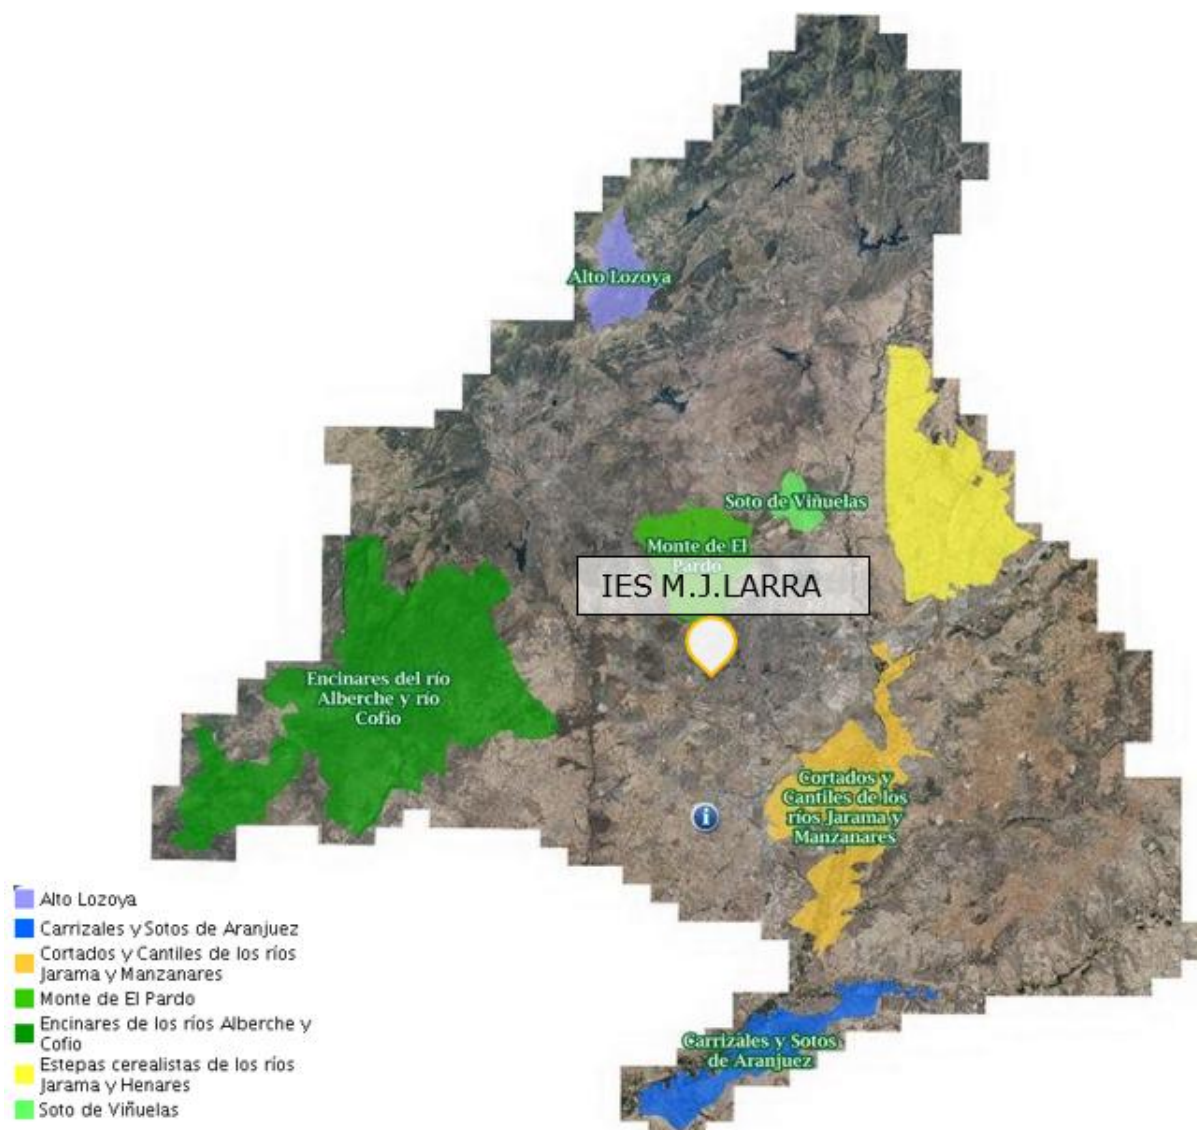 Alto Lozoya
Soto de Viñuelas
Monte de El
Pardo
IES M.J.LARRA
Encinares del río
Alberche y río
Cofio
Cortados y
Cantiles de los
ríos Jarama y
Manzanares
i
Carrizales y Sotos
de Aranjuez
Alto Lozoya
Carrizales y Sotos de Aranjuez
Cortados y Cantiles de los ríos
Jarama y Manzanares
Monte de El Pardo
Encinares de los ríos Alberche y
Cofio
Estepas cerealistas de los ríos
Jarama y Henares
Soto de Viñuelas